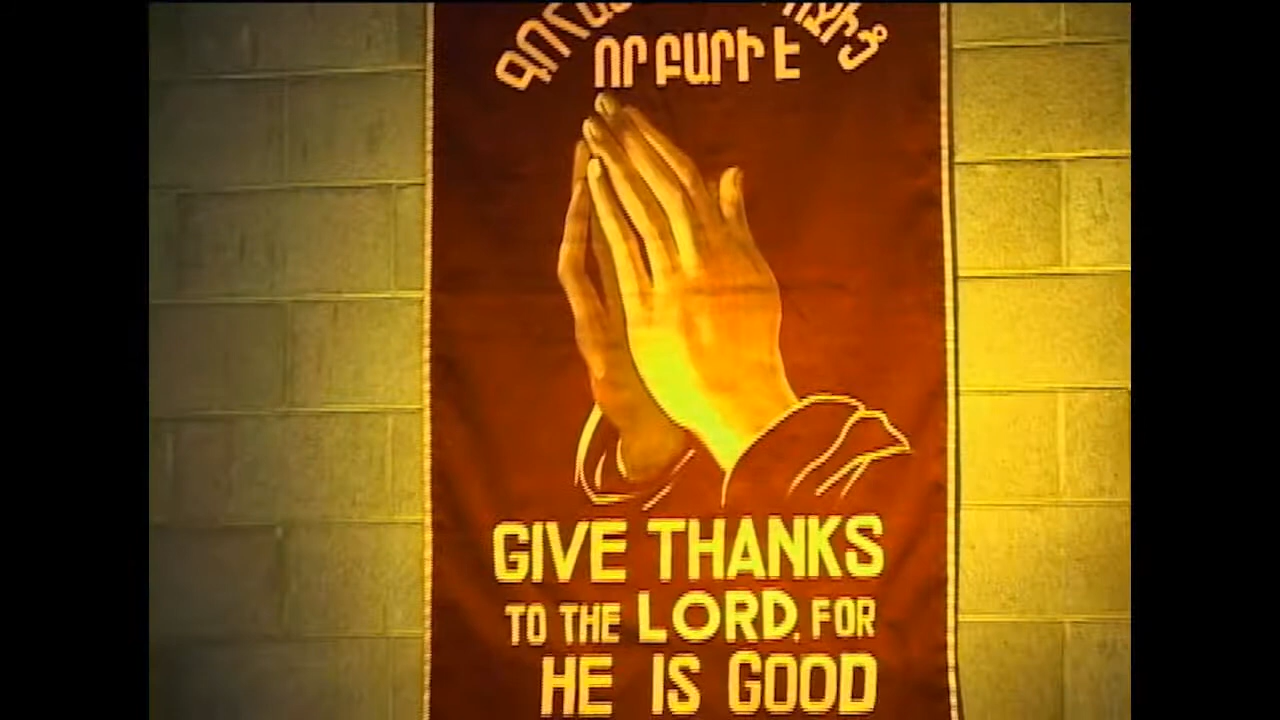 ՈՐ ԲԱՐԻ Է
GIVE THANKS
TO THE LORD, FOR
HE IS GOOD